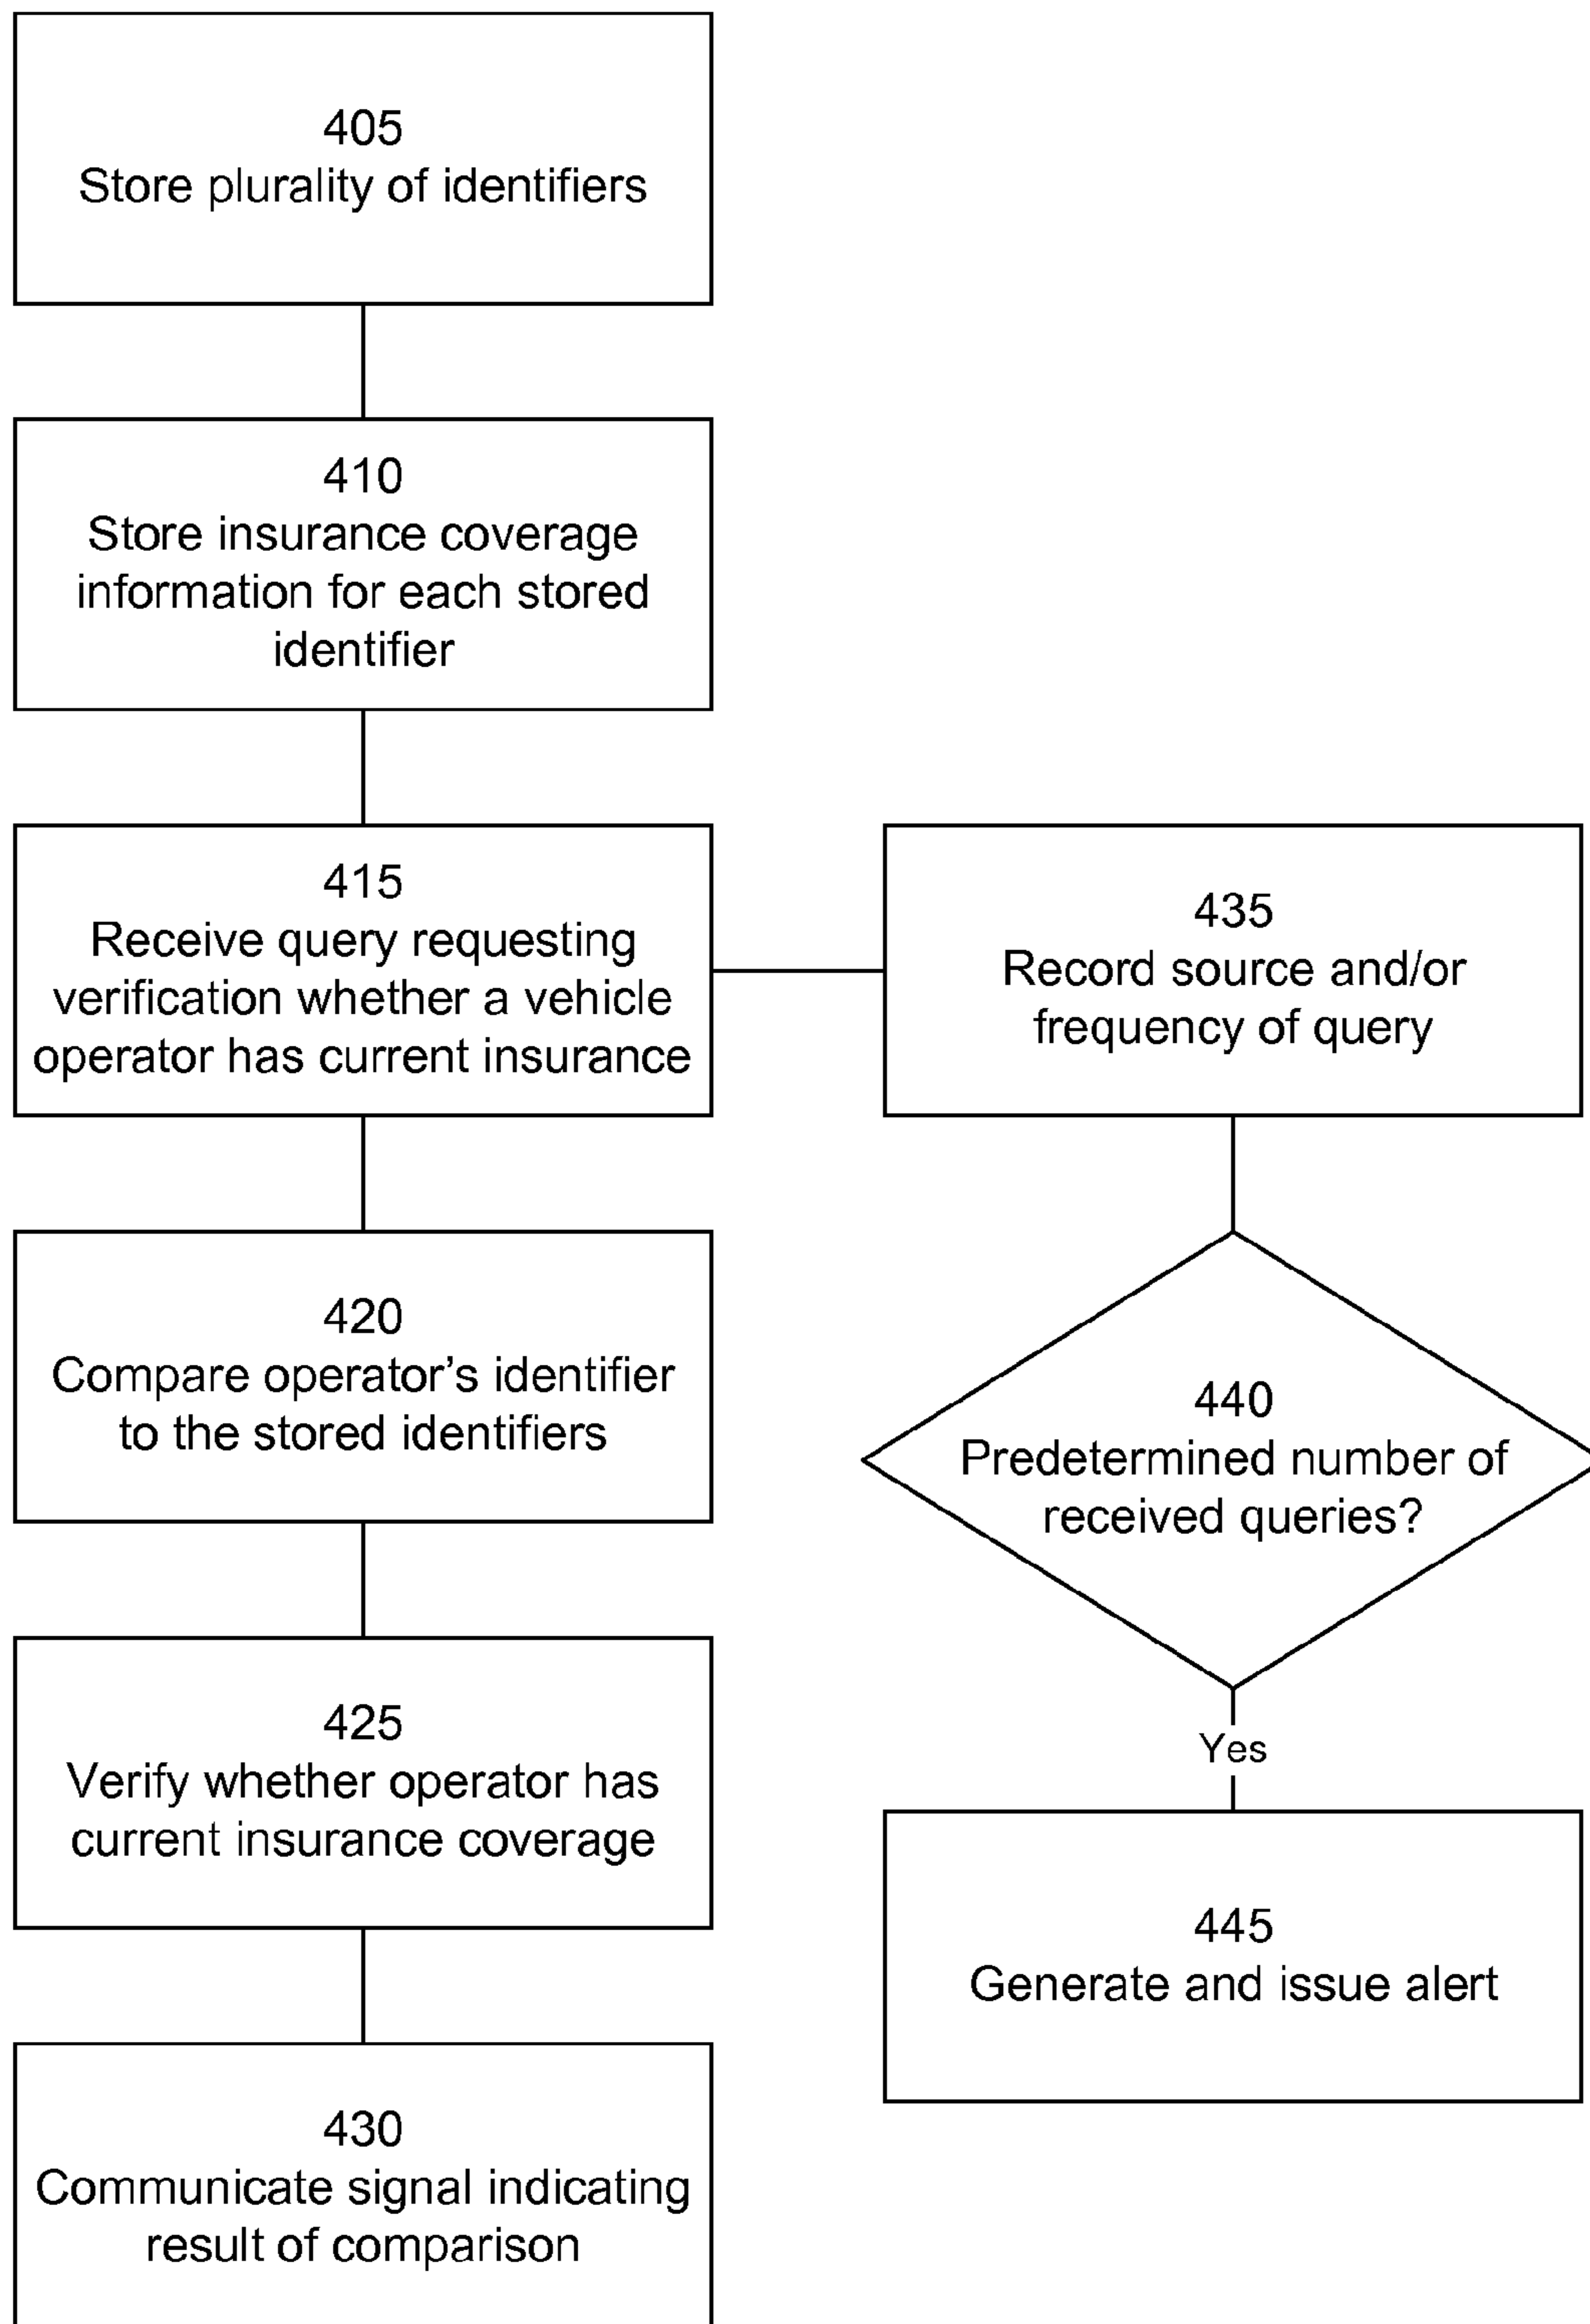 405
Store plurality of identifiers
410
Store insurance coverage
information for each stored
identifier
415
Receive query requesting
verification whether a vehicle
operator has current insurance
435
Record source and/or
frequency of query
420
Compare operator's identifier
to the stored identifiers
440
Predetermined number of
received queries?
425
Verify whether operator has
current insurance coverage
Yes
445
Generate and issue alert
430
Communicate signal indicating
result of comparison